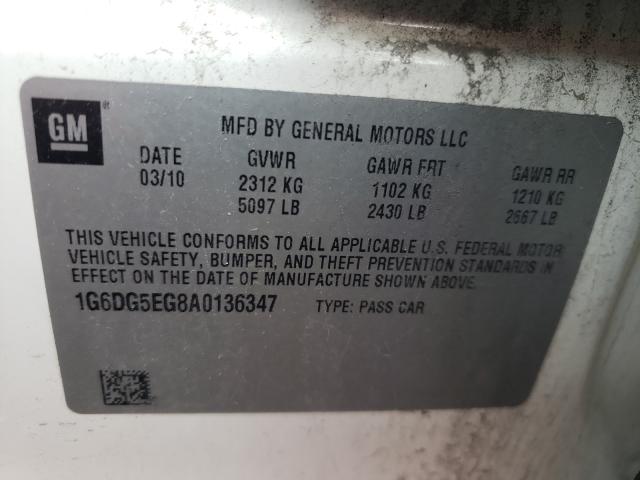 GM ®
MFD BY GENERAL MOTORS LLC
DATE GVWR GAWR FRT GAWR RR
03/10 2312 KG 1102 KG 1210 KG
5097 LB 2430 LB 2667 LB
THIS VEHICLE CONFORMS TO ALL APPLICABLE U.S. FEDERAL MOTOR
VEHICLE SAFETY, BUMPER, AND THEFT PREVENTION STANDARDS IN
EFFECT ON THE DATE OF MANUFACTURE SHOWN ABOVE.
1G6DG5EG8A0136347 TYPE: PASS CAR